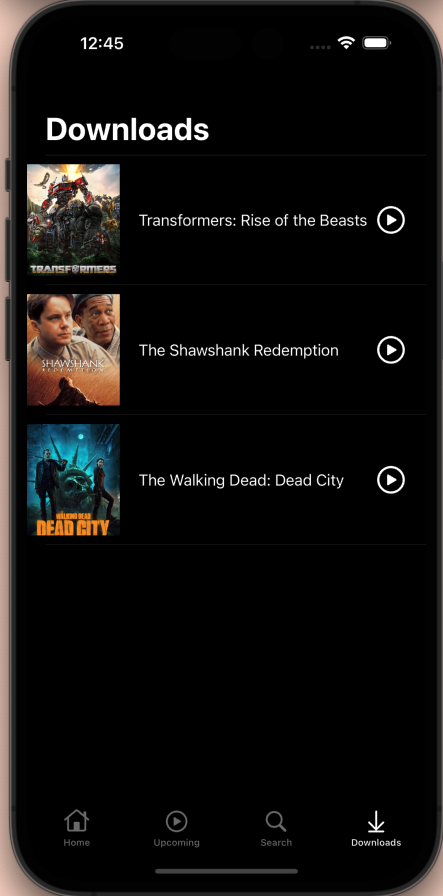 12:45
Downloads
TRANSFORMERS
Transformers: Rise of the Beasts
SHAWSHANK
REDEMPTION
The Shawshank Redemption
THE WALKING DEAD
DEAD CITY
The Walking Dead: Dead City
Home
Upcoming
Search
Downloads